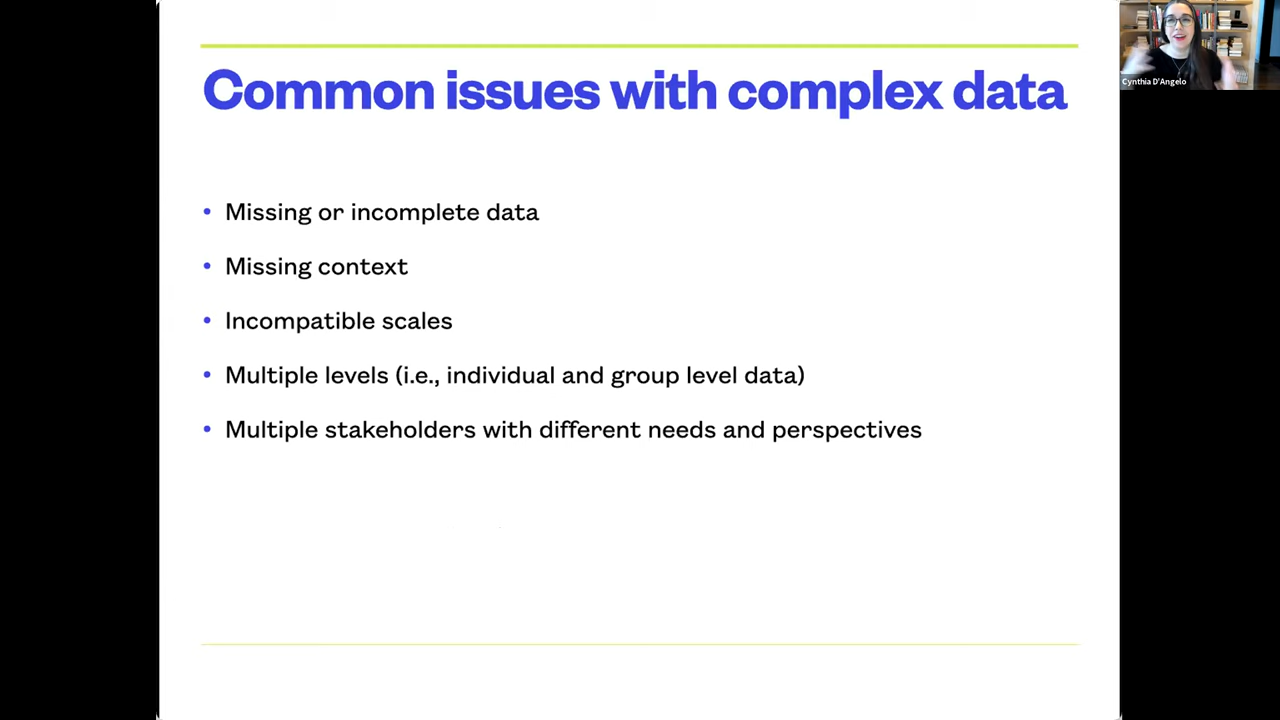 Common issues with complex data
Cynthia D'Angelo
• Missing or incomplete data
• Missing context
• Incompatible scales
• Multiple levels (i.e., individual and group level data)
• Multiple stakeholders with different needs and perspectives